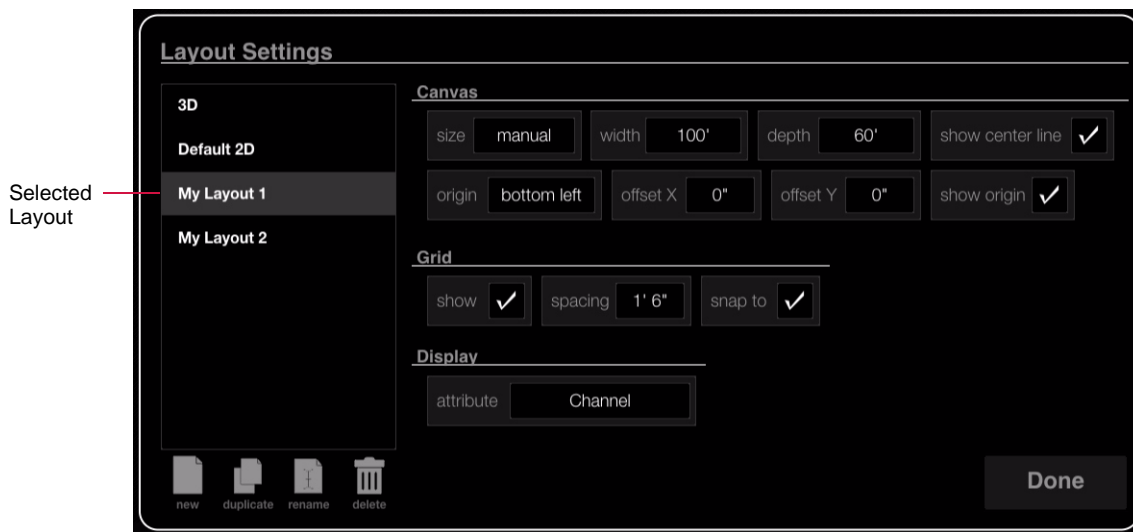 Layout Settings
3D
Default 2D
My Layout 1
My Layout 2
Selected
Layout
new duplicate rename delete
Canvas
size manual width 100' depth 60' show center line ✓
origin bottom left offset X 0" offset Y 0" show origin ✓
Grid
show ✓ spacing 1' 6" snap to ✓
Display
attribute Channel
Done